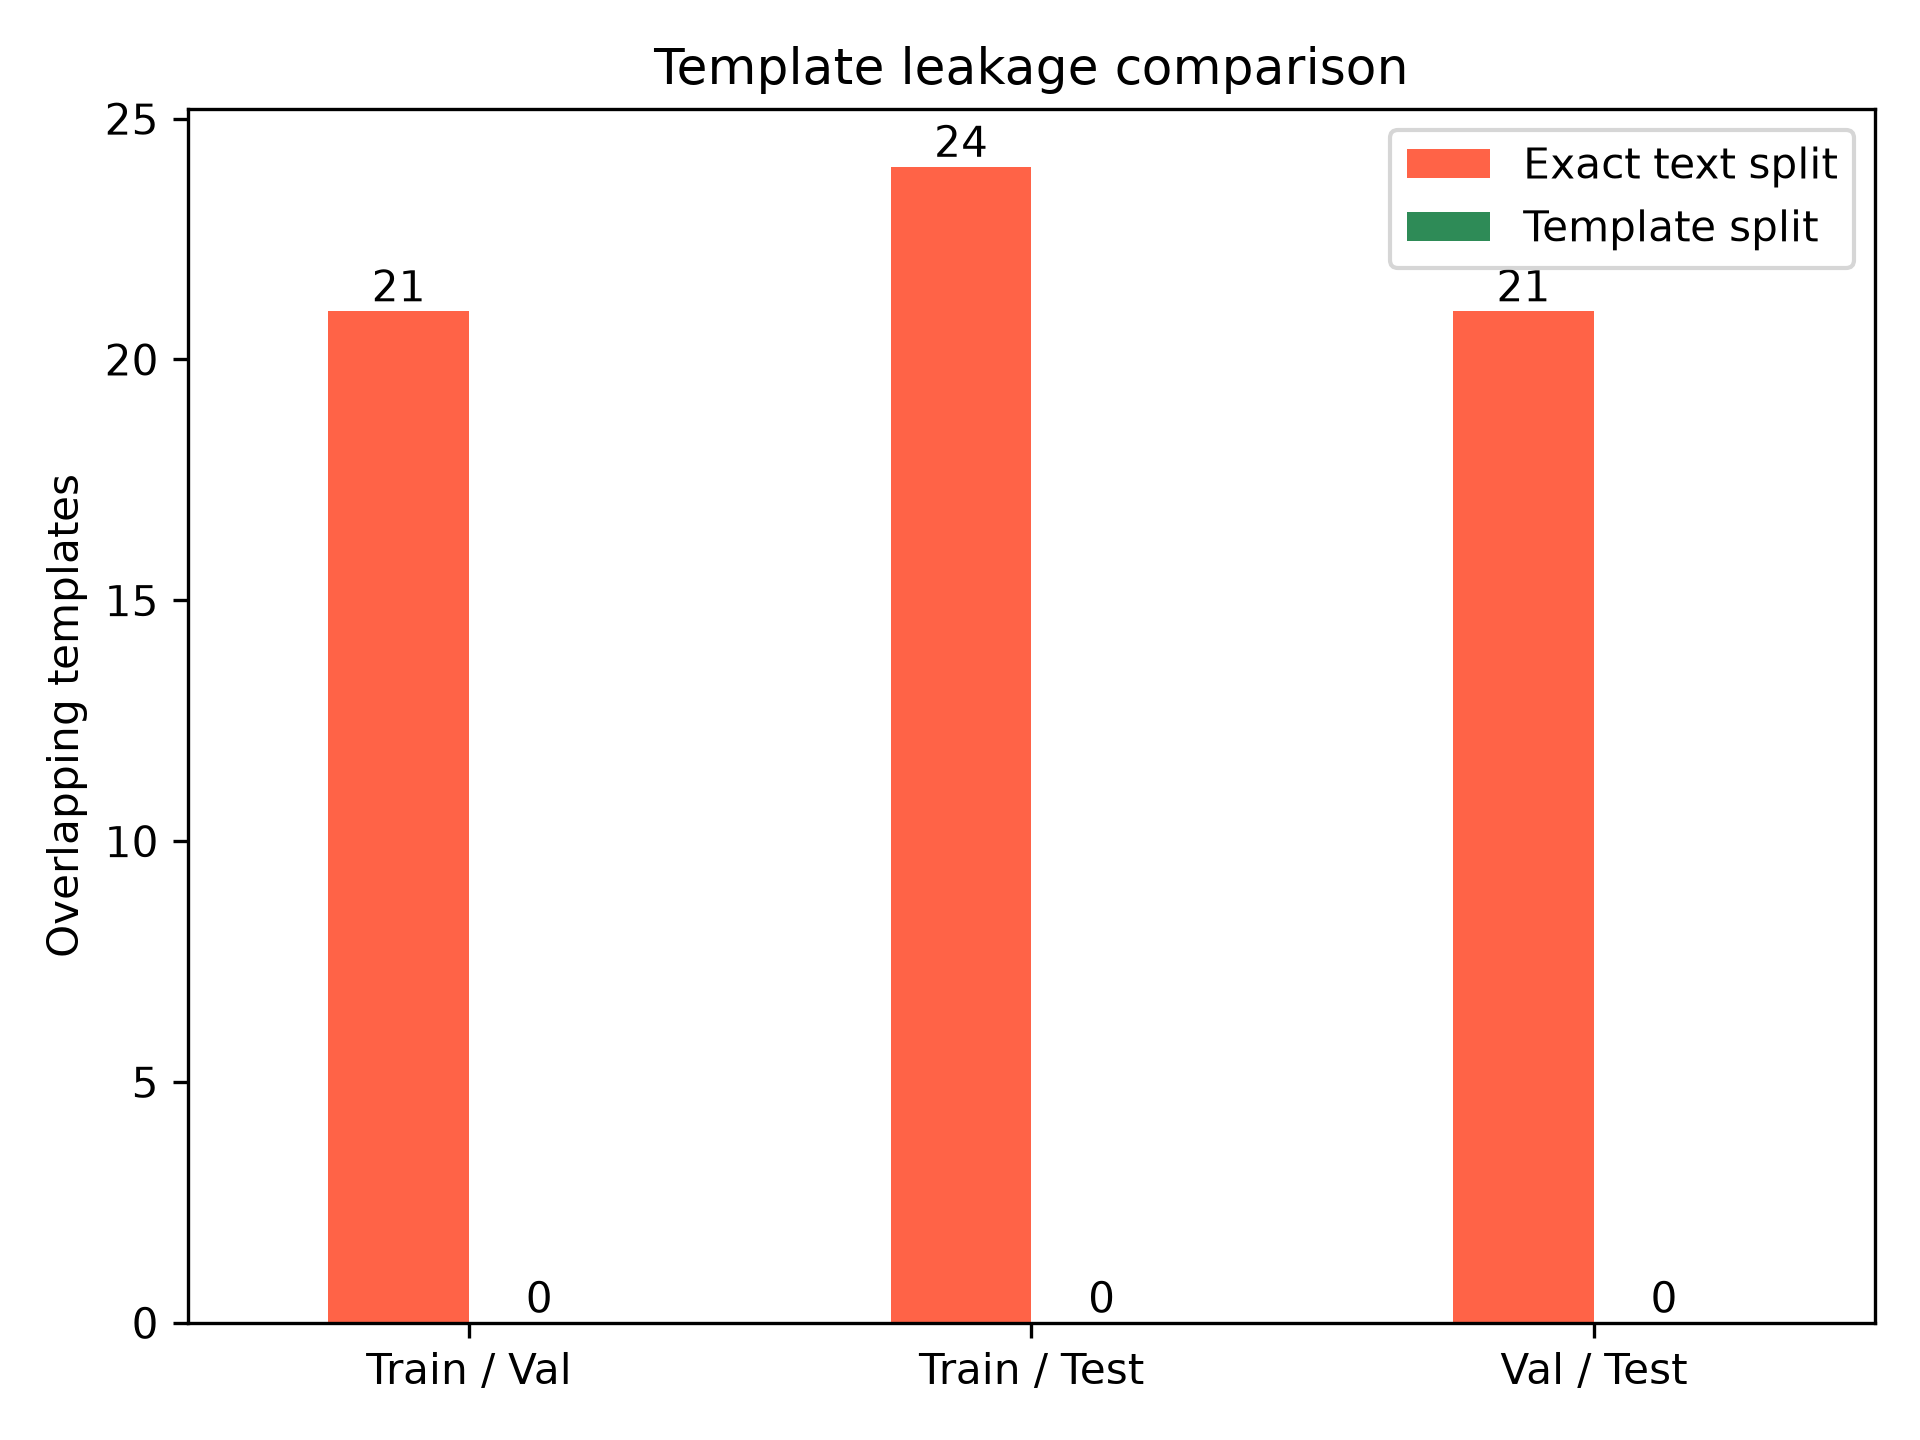 Template leakage comparison
25
20
15
10
5
0
Overlapping templates
Exact text split
Template split
21
0
24
0
21
0
Train / Val
Train / Test
Val / Test